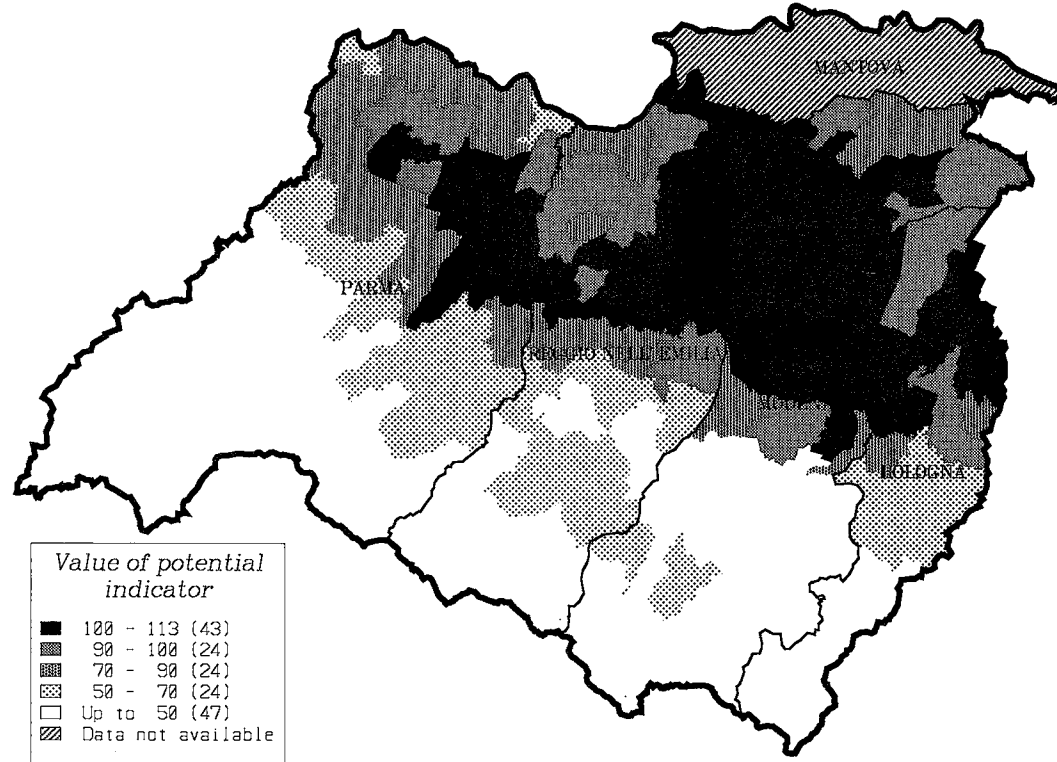 MANTOVA
PARMA
REGGIO NELL'EMILIA
BOLOGNA
Value of potential
indicator
100 - 113 (43)
90 - 100 (24)
70 - 90 (24)
50 - 70 (24)
Up to 50 (47)
Data not available